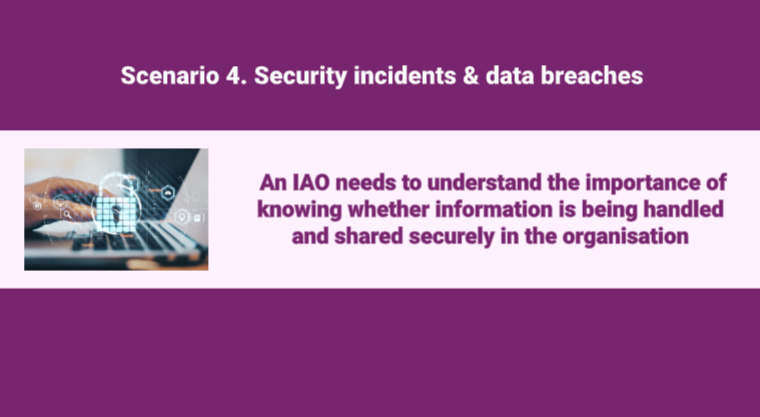 Scenario 4. Security incidents & data breaches
An IAO needs to understand the importance of
knowing whether information is being handled
and shared securely in the organisation